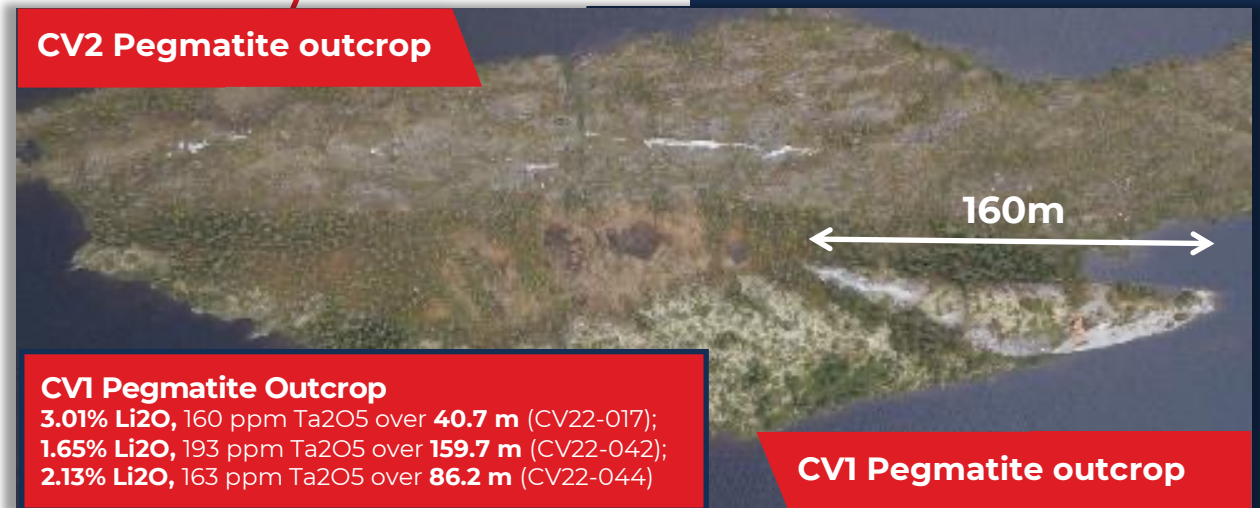 CV2 Pegmatite outcrop
160m
CV1 Pegmatite Outcrop
3.01% Li2O, 160 ppm Ta2O5 over 40.7 m (CV22-017);
1.65% Li2O, 193 ppm Ta2O5 over 159.7 m (CV22-042);
2.13% Li2O, 163 ppm Ta2O5 over 86.2 m (CV22-044)
CV1 Pegmatite outcrop